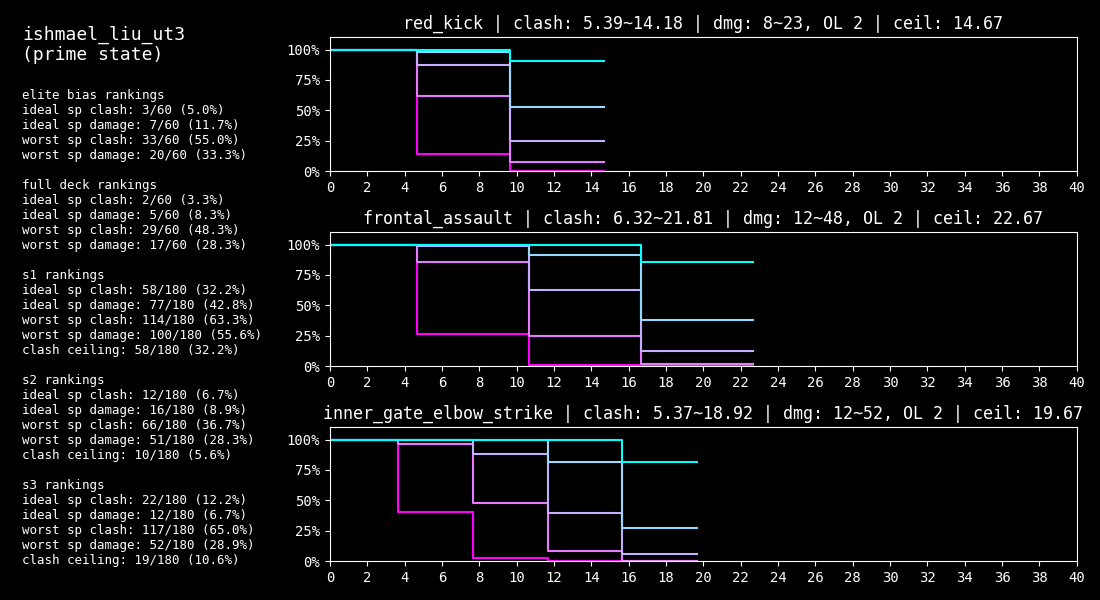 ishmael_liu_ut3
(prime state)
elite bias rankings
ideal sp clash: 3/60 (5.0%)
ideal sp damage: 7/60 (11.7%)
worst sp clash: 33/60 (55.0%)
worst sp damage: 20/60 (33.3%)
full deck rankings
ideal sp clash: 2/60 (3.3%)
ideal sp damage: 5/60 (8.3%)
worst sp clash: 29/60 (48.3%)
worst sp damage: 17/60 (28.3%)
s1 rankings
ideal sp clash: 58/180 (32.2%)
ideal sp damage: 77/180 (42.8%)
worst sp clash: 114/180 (63.3%)
worst sp damage: 100/180 (55.6%)
clash ceiling: 58/180 (32.2%)
s2 rankings
ideal sp clash: 12/180 (6.7%)
ideal sp damage: 16/180 (8.9%)
worst sp clash: 66/180 (36.7%)
worst sp damage: 51/180 (28.3%)
clash ceiling: 10/180 (5.6%)
s3 rankings
ideal sp clash: 22/180 (12.2%)
ideal sp damage: 12/180 (6.7%)
worst sp clash: 117/180 (65.0%)
worst sp damage: 52/180 (28.9%)
clash ceiling: 19/180 (10.6%)
red_kick | clash: 5.39~14.18 | dmg: 8~23, OL 2 | ceil: 14.67
100%
75%
50%
25%
0%
0 2 4 6 8 10 12 14 16 18 20 22 24 26 28 30 32 34 36 38 40
frontal_assault | clash: 6.32~21.81 | dmg: 12~48, OL 2 | ceil: 22.67
100%
75%
50%
25%
0%
0 2 4 6 8 10 12 14 16 18 20 22 24 26 28 30 32 34 36 38 40
inner_gate_elbow_strike | clash: 5.37~18.92 | dmg: 12~52, OL 2 | ceil: 19.67
100%
75%
50%
25%
0%
0 2 4 6 8 10 12 14 16 18 20 22 24 26 28 30 32 34 36 38 40